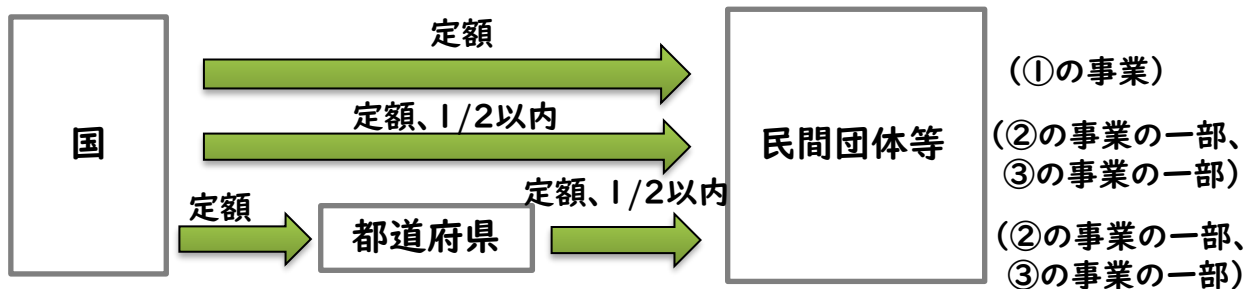 定額
(①の事業)
国
定額、1/2以内
民間団体等
(②の事業の一部、
③の事業の一部)
定額
都道府県
定額、1/2以内
(②の事業の一部、
③の事業の一部)